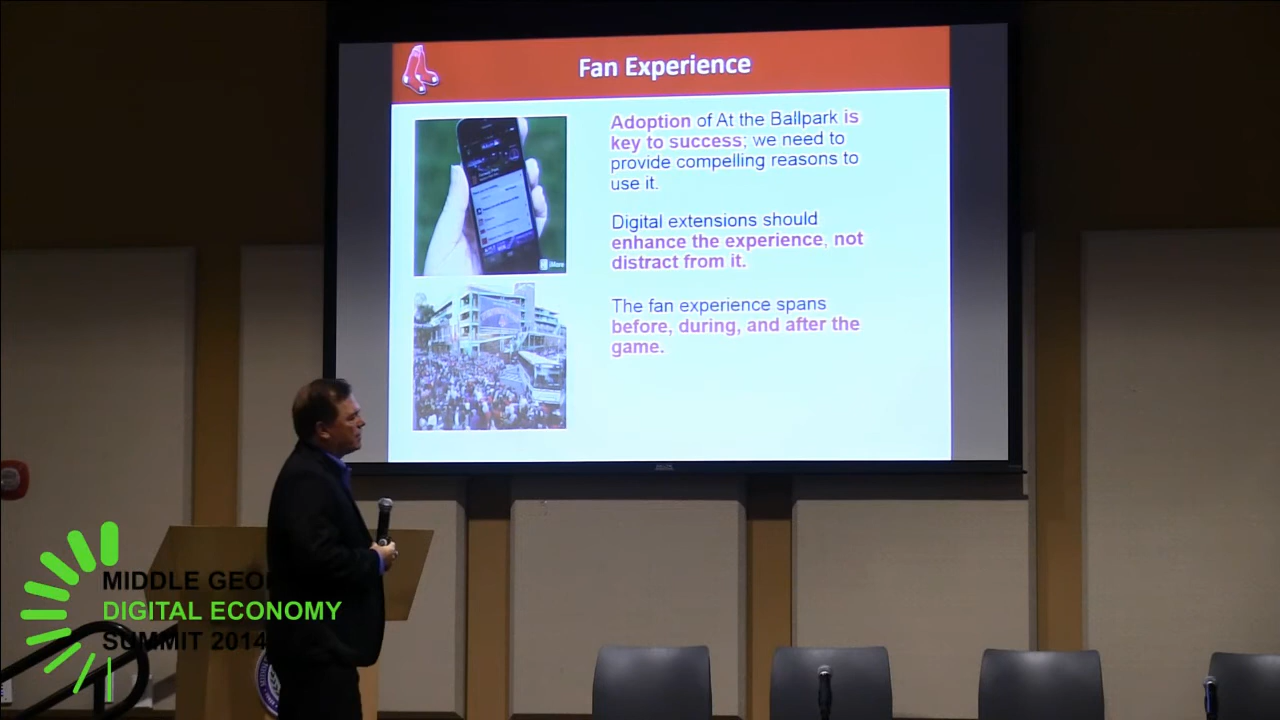 Fan Experience
Adoption of At the Ballpark is
key to success; we need to
provide compelling reasons to
use it.
Digital extensions should
enhance the experience, not
distract from it.
The fan experience spans
before, during, and after the
game.
iMore
MIDDLE GEO
DIGITAL ECONOMY
SUMMIT 2014